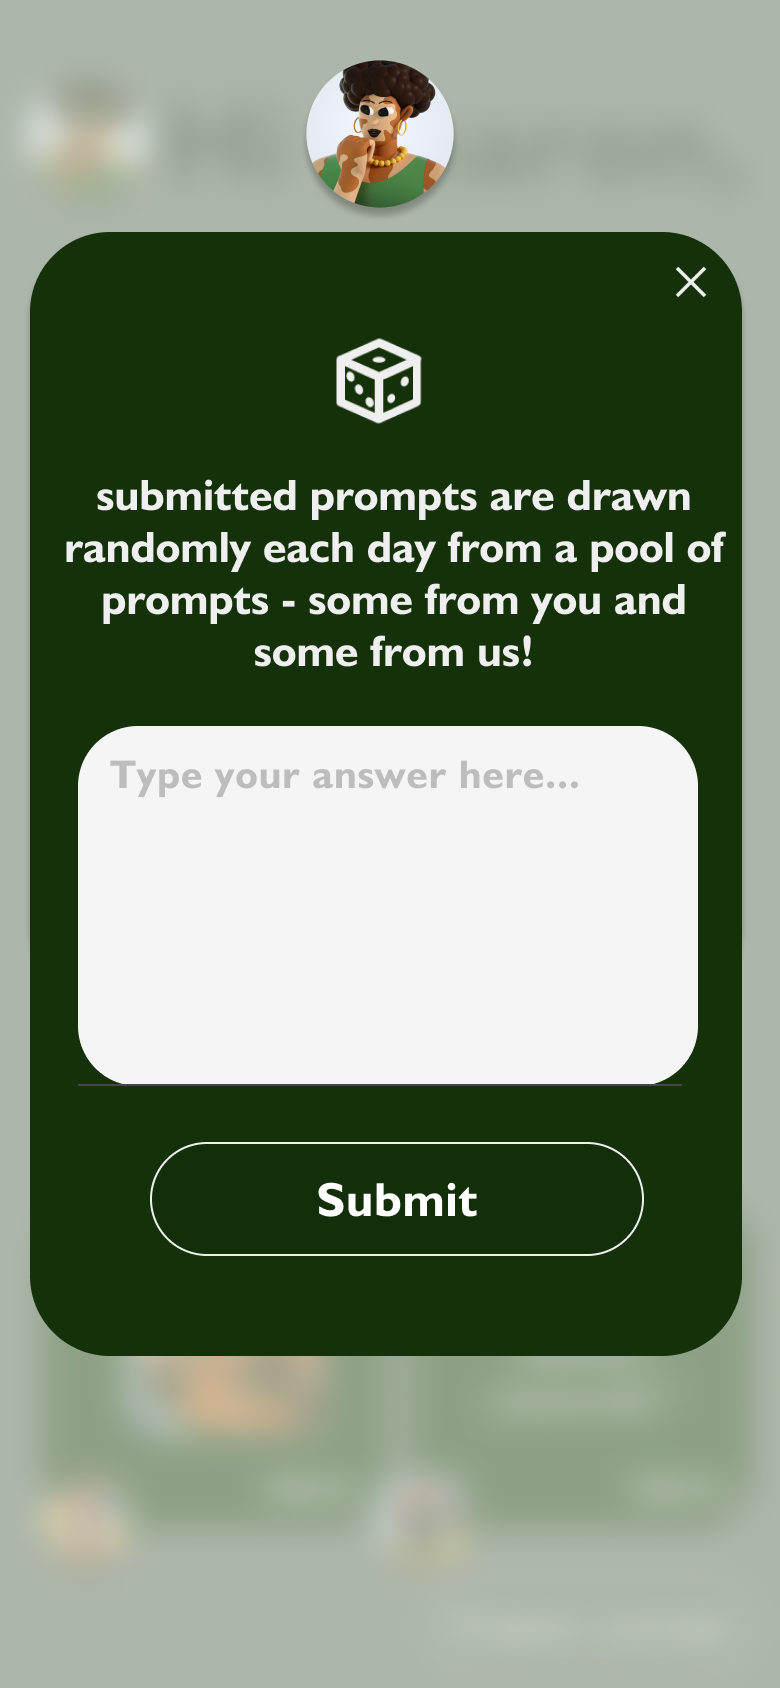 submitted prompts are drawn
randomly each day from a pool of
prompts - some from you and
some from us!
Type your answer here...
Submit